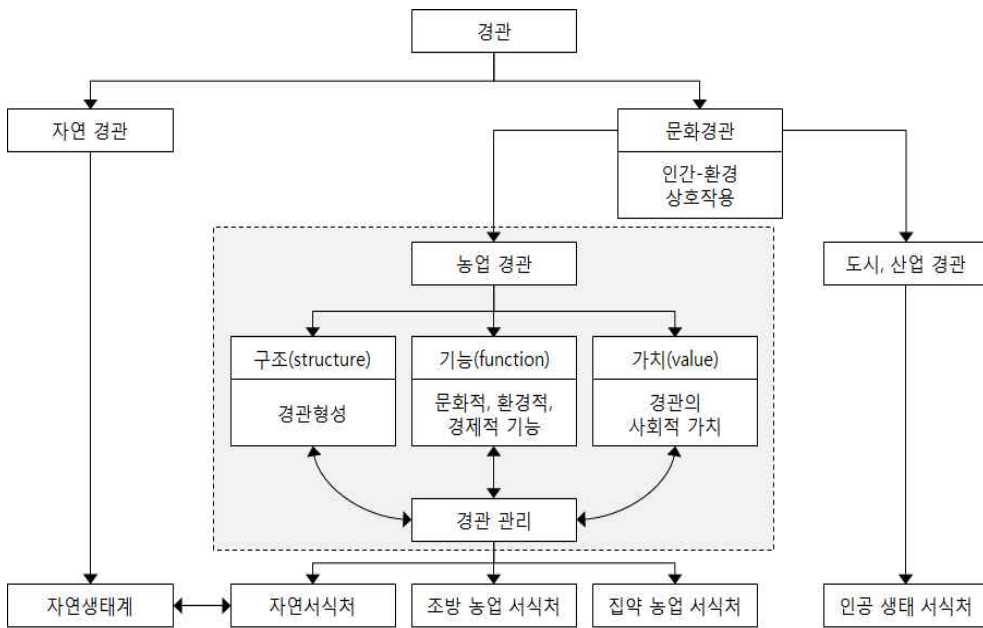 경관
자연 경관
문화경관
인간-환경
상호작용
농업 경관
도시, 산업 경관
구조(structure)
기능(function)
가치(value)
경관형성
문화적, 환경적,
경제적 기능
경관의
사회적 가치
경관 관리
자연생태계
자연서식처
조방 농업 서식처
집약 농업 서식처
인공 생태 서식처